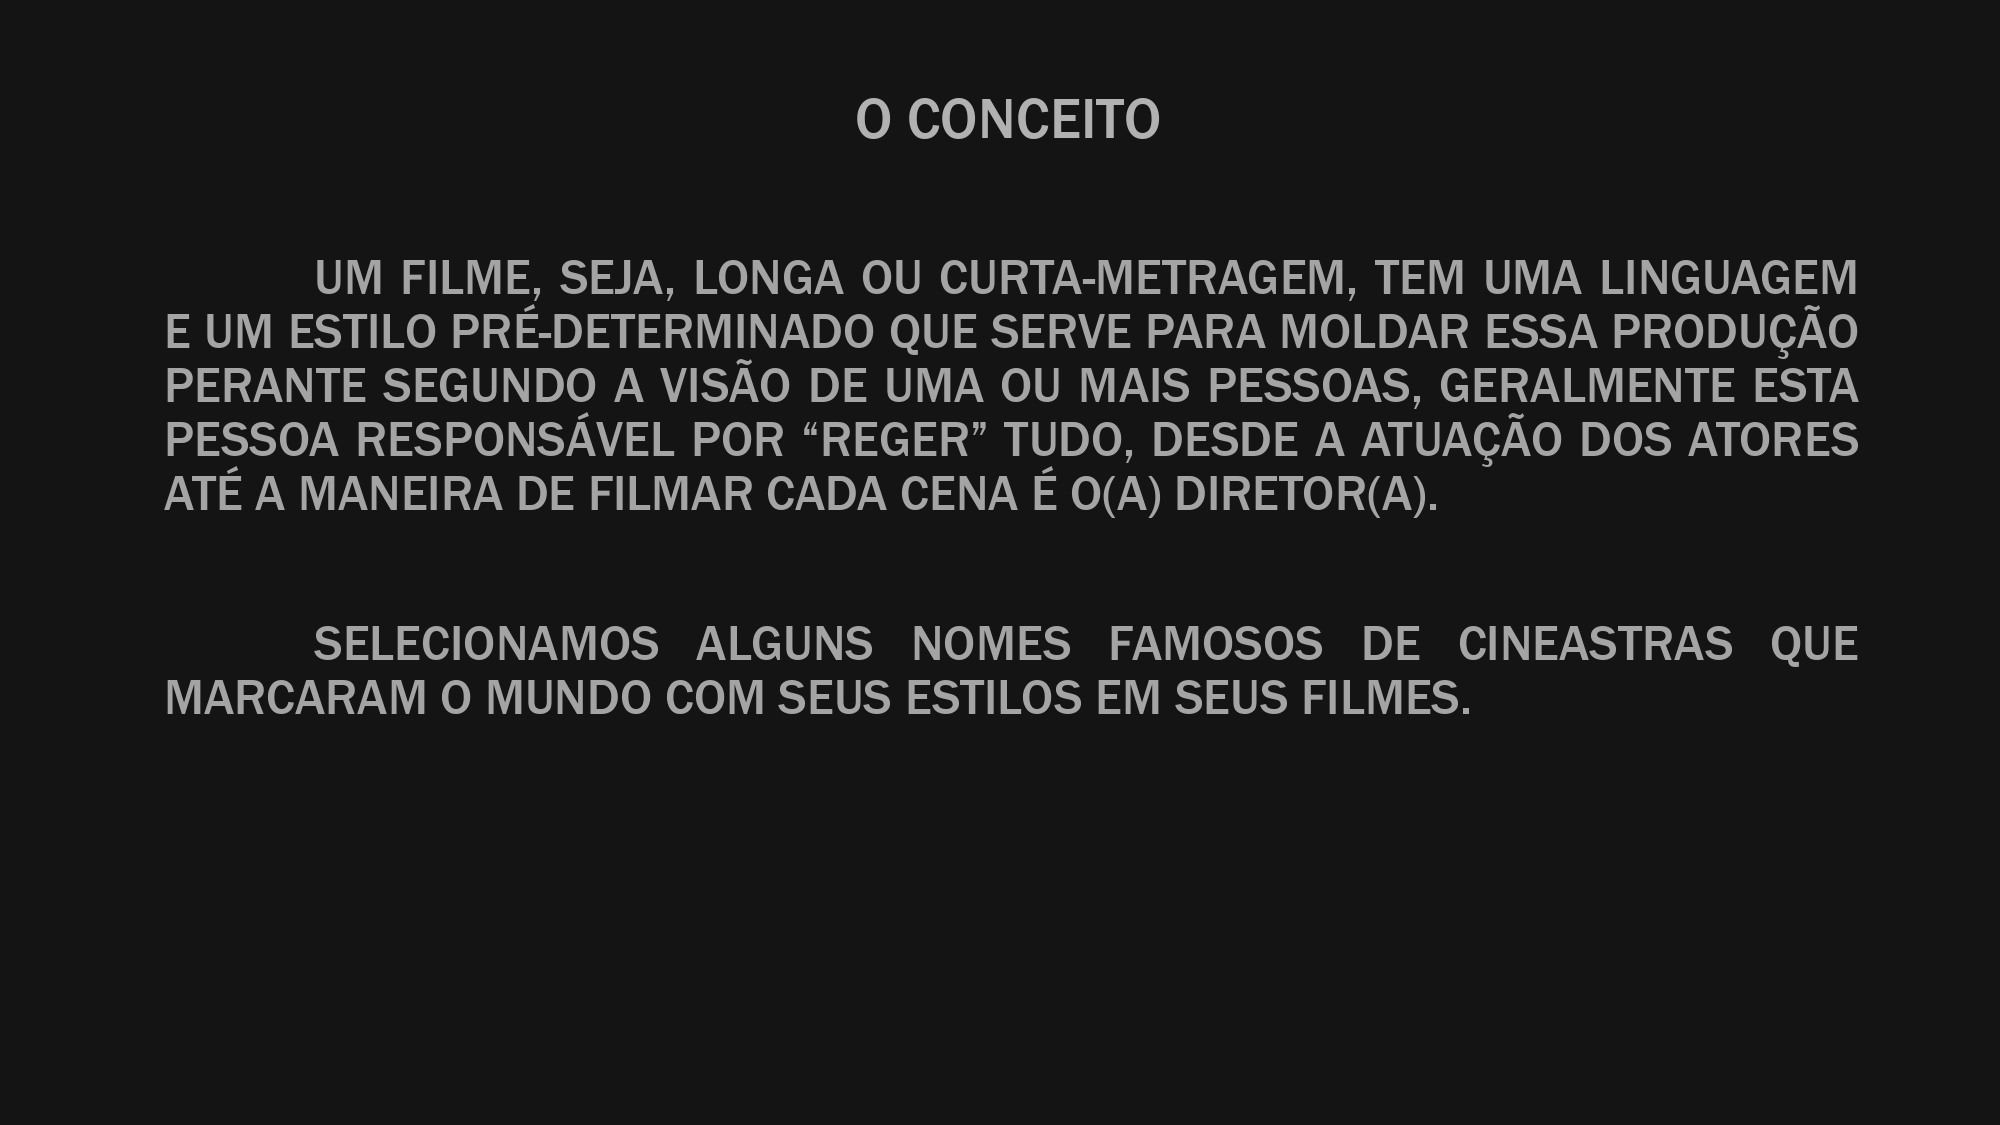 O CONCEITO
UM FILME, SEJA, LONGA OU CURTA-METRAGEM, TEM UMA LINGUAGEM
E UM ESTILO PRÉ-DETERMINADO QUE SERVE PARA MOLDAR ESSA PRODUÇÃO
PERANTE SEGUNDO A VISÃO DE UMA OU MAIS PESSOAS, GERALMENTE ESTA
PESSOA RESPONSÁVEL POR “REGER” TUDO, DESDE A ATUAÇÃO DOS ATORES
ATÉ A MANEIRA DE FILMAR CADA CENA É O(A) DIRETOR(A).
SELECIONAMOS ALGUNS NOMES FAMOSOS DE CINEASTRAS QUE
MARCARAM O MUNDO COM SEUS ESTILOS EM SEUS FILMES.